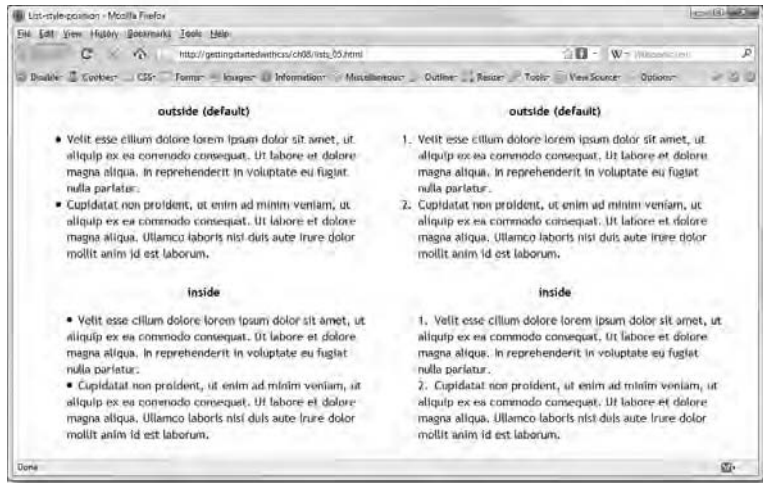 List-style-position - Mozilla Firefox
File Edit View History Bookmarks Tools Help
http://gettingstartedwithcss/ch08/lists_05.html
Disable Cookies CSS Forms Images Information Miscellaneous Outline Resize Tools View Source Options
outside (default)
• Velit esse cillum dolore lorem ipsum dolor sit amet, ut
aliquip ex ea commodo consequat. Ut labore et dolore
magna aliqua. In reprehenderit in voluptate eu fugiat
nulla pariatur.
• Cupidatat non proident, ut enim ad minim veniam, ut
aliquip ex ea commodo consequat. Ut labore et dolore
magna aliqua. Ullamco laboris nisi duis aute irure dolor
mollit anim id est laborum.
outside (default)
1. Velit esse cillum dolore lorem ipsum dolor sit amet, ut
aliquip ex ea commodo consequat. Ut labore et dolore
magna aliqua. In reprehenderit in voluptate eu fugiat
nulla pariatur.
2. Cupidatat non proident, ut enim ad minim veniam, ut
aliquip ex ea commodo consequat. Ut labore et dolore
magna aliqua. Ullamco laboris nisi duis aute irure dolor
mollit anim id est laborum.
inside
• Velit esse cillum dolore lorem ipsum dolor sit amet, ut
aliquip ex ea commodo consequat. Ut labore et dolore
magna aliqua. In reprehenderit in voluptate eu fugiat
nulla pariatur.
• Cupidatat non proident, ut enim ad minim veniam, ut
aliquip ex ea commodo consequat. Ut labore et dolore
magna aliqua. Ullamco laboris nisi duis aute irure dolor
mollit anim id est laborum.
inside
1. Velit esse cillum dolore lorem ipsum dolor sit amet, ut
aliquip ex ea commodo consequat. Ut labore et dolore
magna aliqua. In reprehenderit in voluptate eu fugiat
nulla pariatur.
2. Cupidatat non proident, ut enim ad minim veniam, ut
aliquip ex ea commodo consequat. Ut labore et dolore
magna aliqua. Ullamco laboris nisi duis aute irure dolor
mollit anim id est laborum.
Done